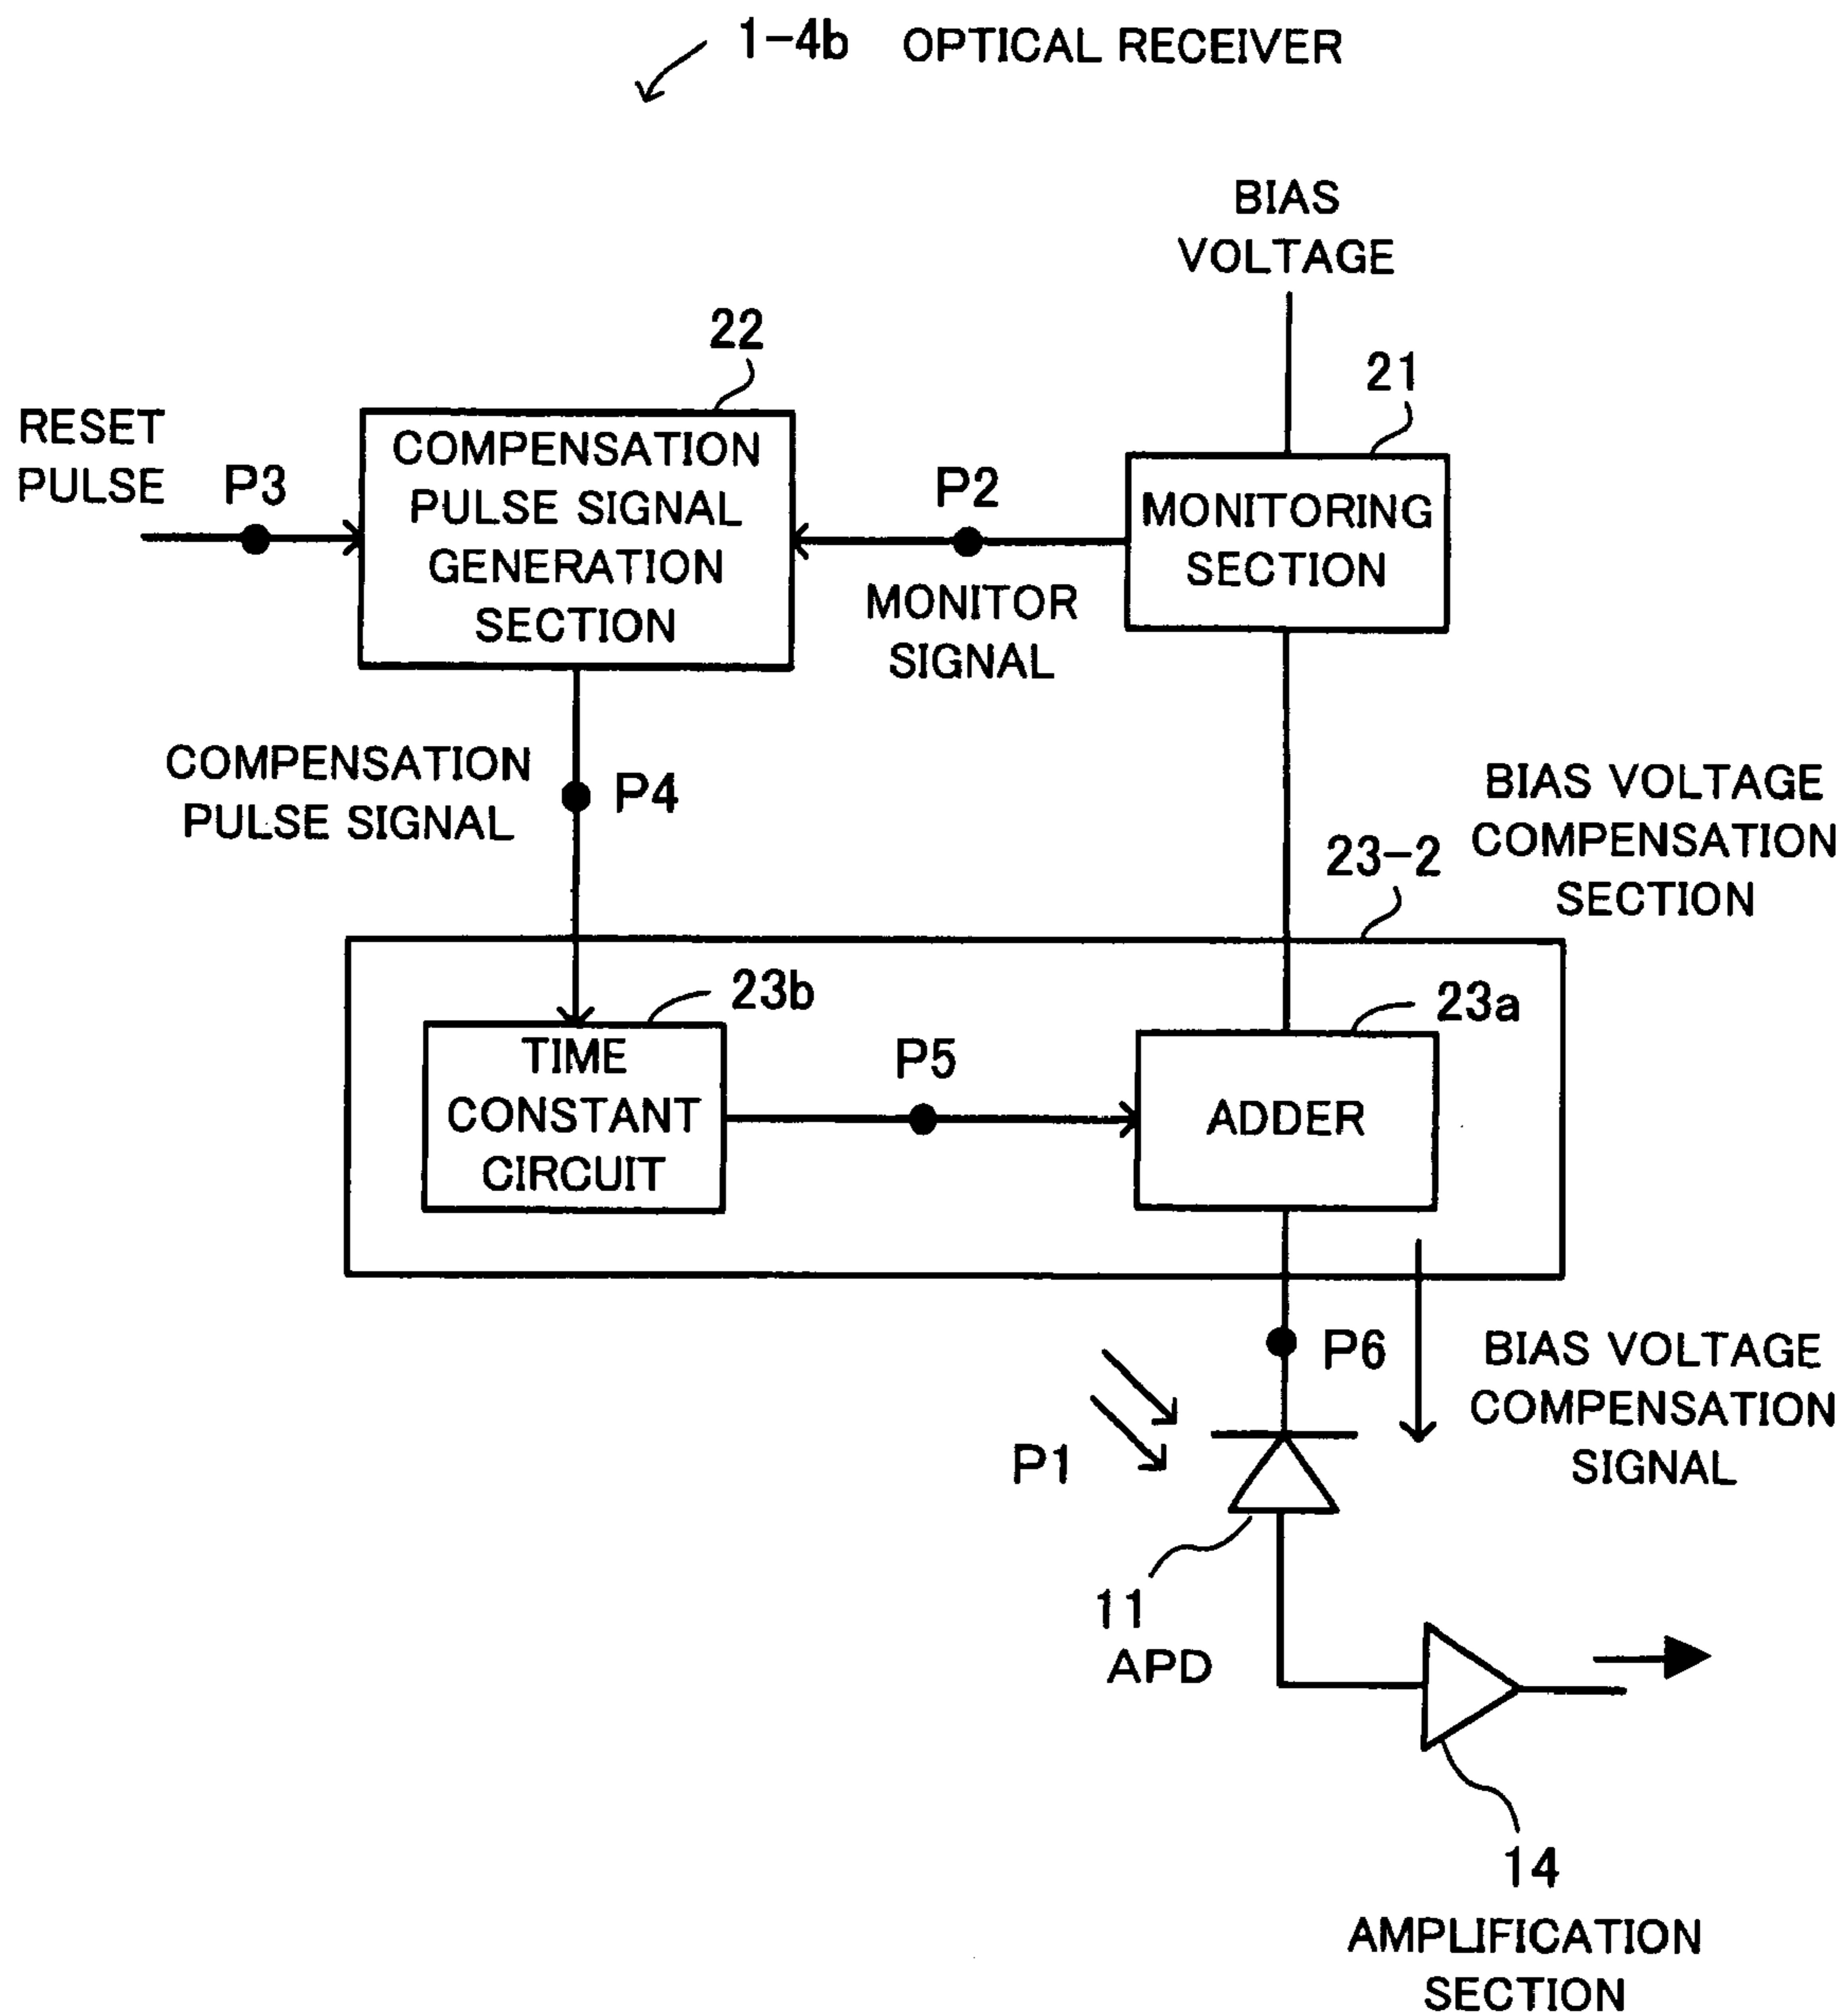 1-4b OPTICAL RECEIVER
BIAS
VOLTAGE
22
21
RESET
PULSE
P3
COMPENSATION
PULSE SIGNAL
GENERATION
SECTION
P2
MONITOR
SIGNAL
MONITORING
SECTION
COMPENSATION
PULSE SIGNAL
P4
BIAS VOLTAGE
COMPENSATION
SECTION
23-2
23b
23a
TIME
CONSTANT
CIRCUIT
P5
ADDER
P6
BIAS VOLTAGE
COMPENSATION
SIGNAL
P1
11
APD
14
AMPLIFICATION
SECTION